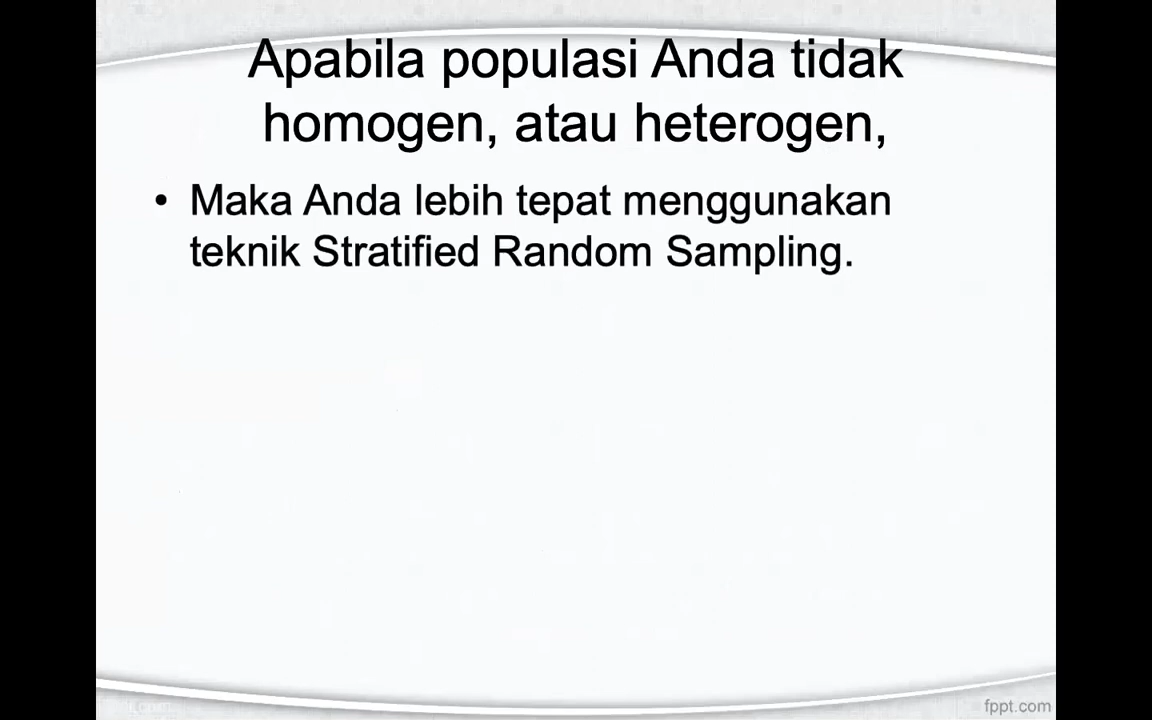 Apabila populasi Anda tidak
homogen, atau heterogen,
• Maka Anda lebih tepat menggunakan
teknik Stratified Random Sampling.
fppt.com